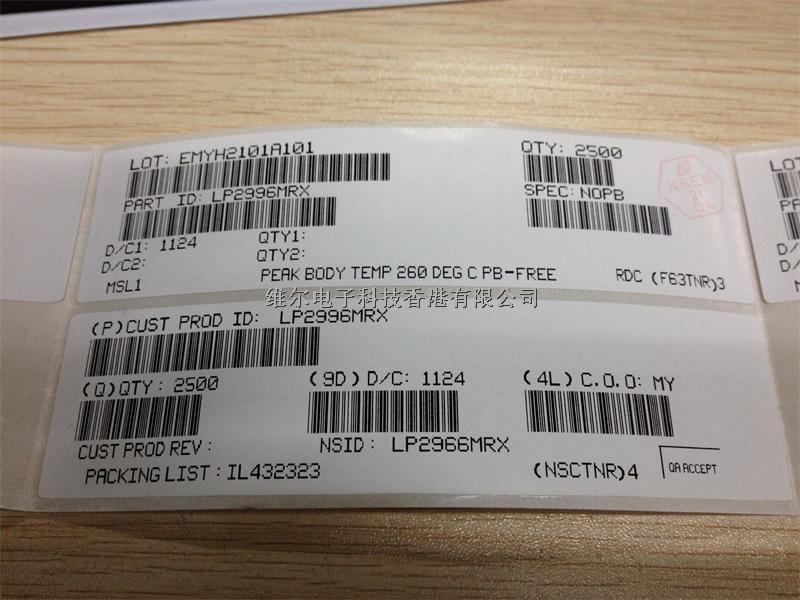 LOT: EMYH2101A101
QTY: 2500
PART ID: LP2996MRX
SPEC: NOPB
D/C1: 1124
QTY1:
D/C2:
QTY2:
MSL1
PEAK BODY TEMP 260 DEG C PB-FREE
RDC (F63TNR)3
NSEM
维尔电子科技香港有限公司
(P)CUST PROD ID: LP2996MRX
(Q)QTY: 2500
(9D)D/C: 1124
(4L)C.O.O: MY
CUST PROD REV:
NSID: LP2966MRX
PACKING LIST: IL432323
(NSCTNR)4
QA ACCEPT
LOT
PA
D/
D/
M